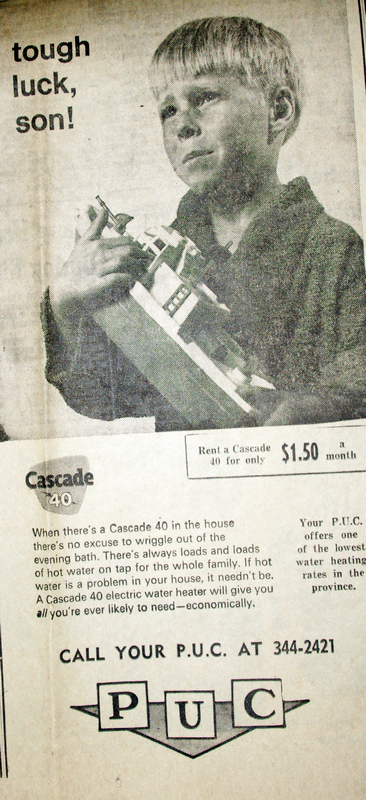 tough
luck,
son!
Rent a Cascade
40 for only
$1.50
a
month
Cascade
40
When there's a Cascade 40 in the house
there's no excuse to wriggle out of the
evening bath. There's always loads and loads
of hot water on tap for the whole family. If hot
water is a problem in your house, it needn't be.
A Cascade 40 electric water heater will give you
all you're ever likely to need—economically.
Your P.U.C.
offers one
of the lowest
water heating
rates in the
province.
CALL YOUR P.U.C. AT 344-2421
P U C